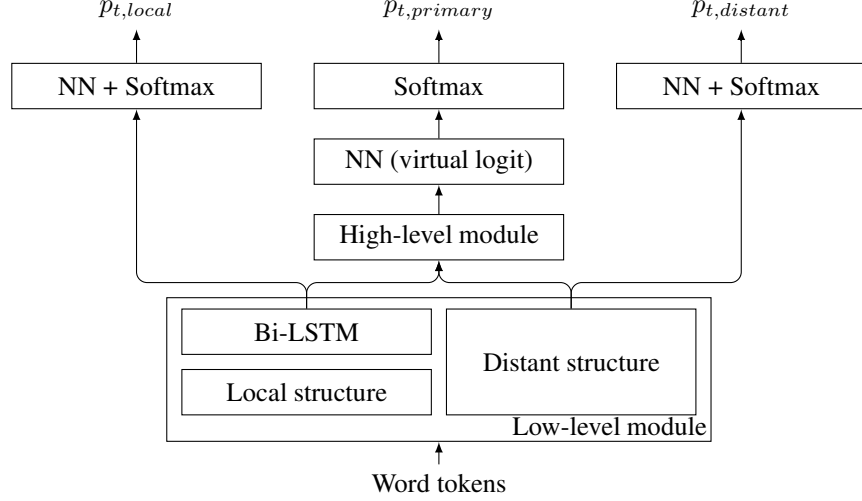 p_{t,local} p_{t,primary} p_{t,distant}
NN + Softmax Softmax NN + Softmax
NN (virtual logit)
High-level module
Bi-LSTM
Distant structure
Local structure
Low-level module
Word tokens